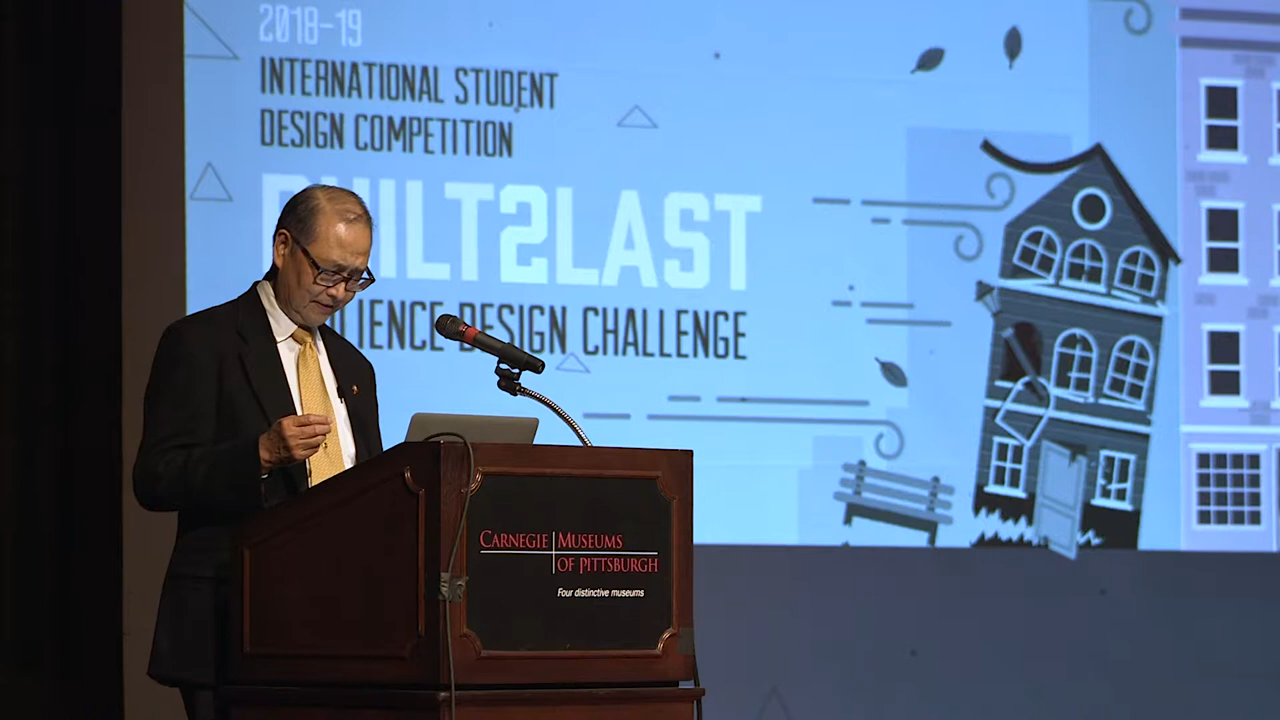 2018-19
INTERNATIONAL STUDENT
DESIGN COMPETITION
BUILT2LAST
DESIGN CHALLENGE
CARNEGIE MUSEUMS
OF PITTSBURGH
Four distinctive museums